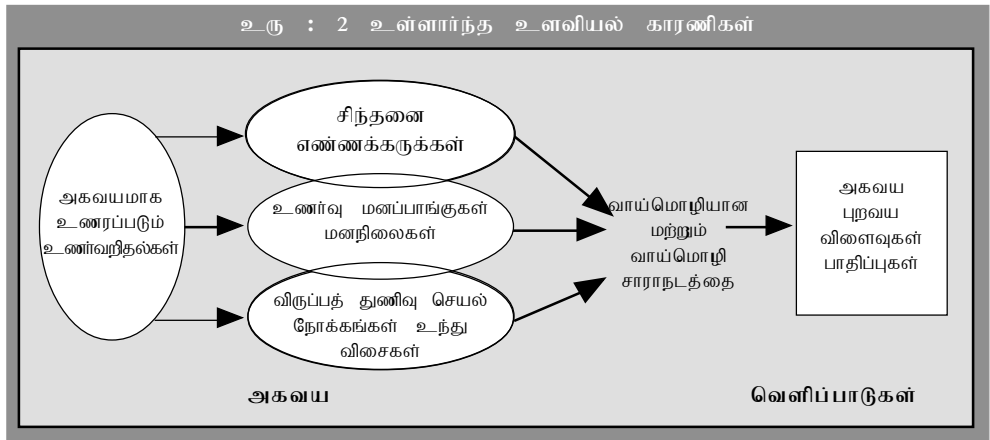 உரு : 2 உள்ளார்ந்த உளவியல் காரணிகள்
சிந்தனை
எண்ணக்கருக்கள்
அகவயமாக
உணரப்படும்
உணர்வறிதல்கள்
உணர்வு மனப்பாங்குகள்
மனநிலைகள்
விருப்பத் துணிவு செயல்
நோக்கங்கள் உந்து
விசைகள்
வாய்மொழியான
மற்றும்
வாய்மொழி
சாராநடத்தை
அகவய
புறவய
விளைவுகள்
பாதிப்புகள்
அகவய
வெளிப்பாடுகள்